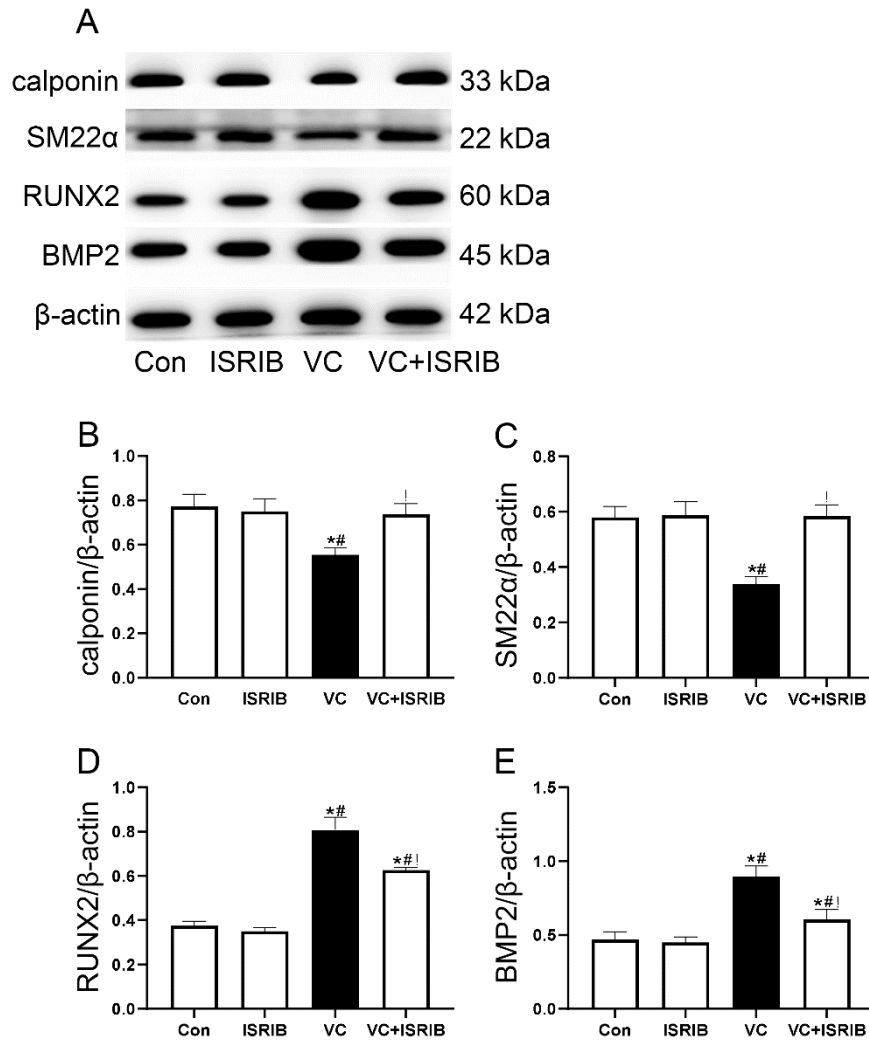 A
calponin 33 kDa
SM22α 22 kDa
RUNX2 60 kDa
BMP2 45 kDa
β-actin 42 kDa
Con ISRIB VC VC+ISRIB
B
calponin/β-actin
1.0
0.8
0.6
0.4
0.2
0.0
*#
!
Con ISRIB VC VC+ISRIB
C
SM22α/β-actin
0.8
0.6
0.4
0.2
0.0
*#
!
Con ISRIB VC VC+ISRIB
D
RUNX2/β-actin
1.0
0.8
0.6
0.4
0.2
0.0
*#
*#!
Con ISRIB VC VC+ISRIB
E
BMP2/β-actin
1.5
1.0
0.5
0.0
*#
*#!
Con ISRIB VC VC+ISRIB